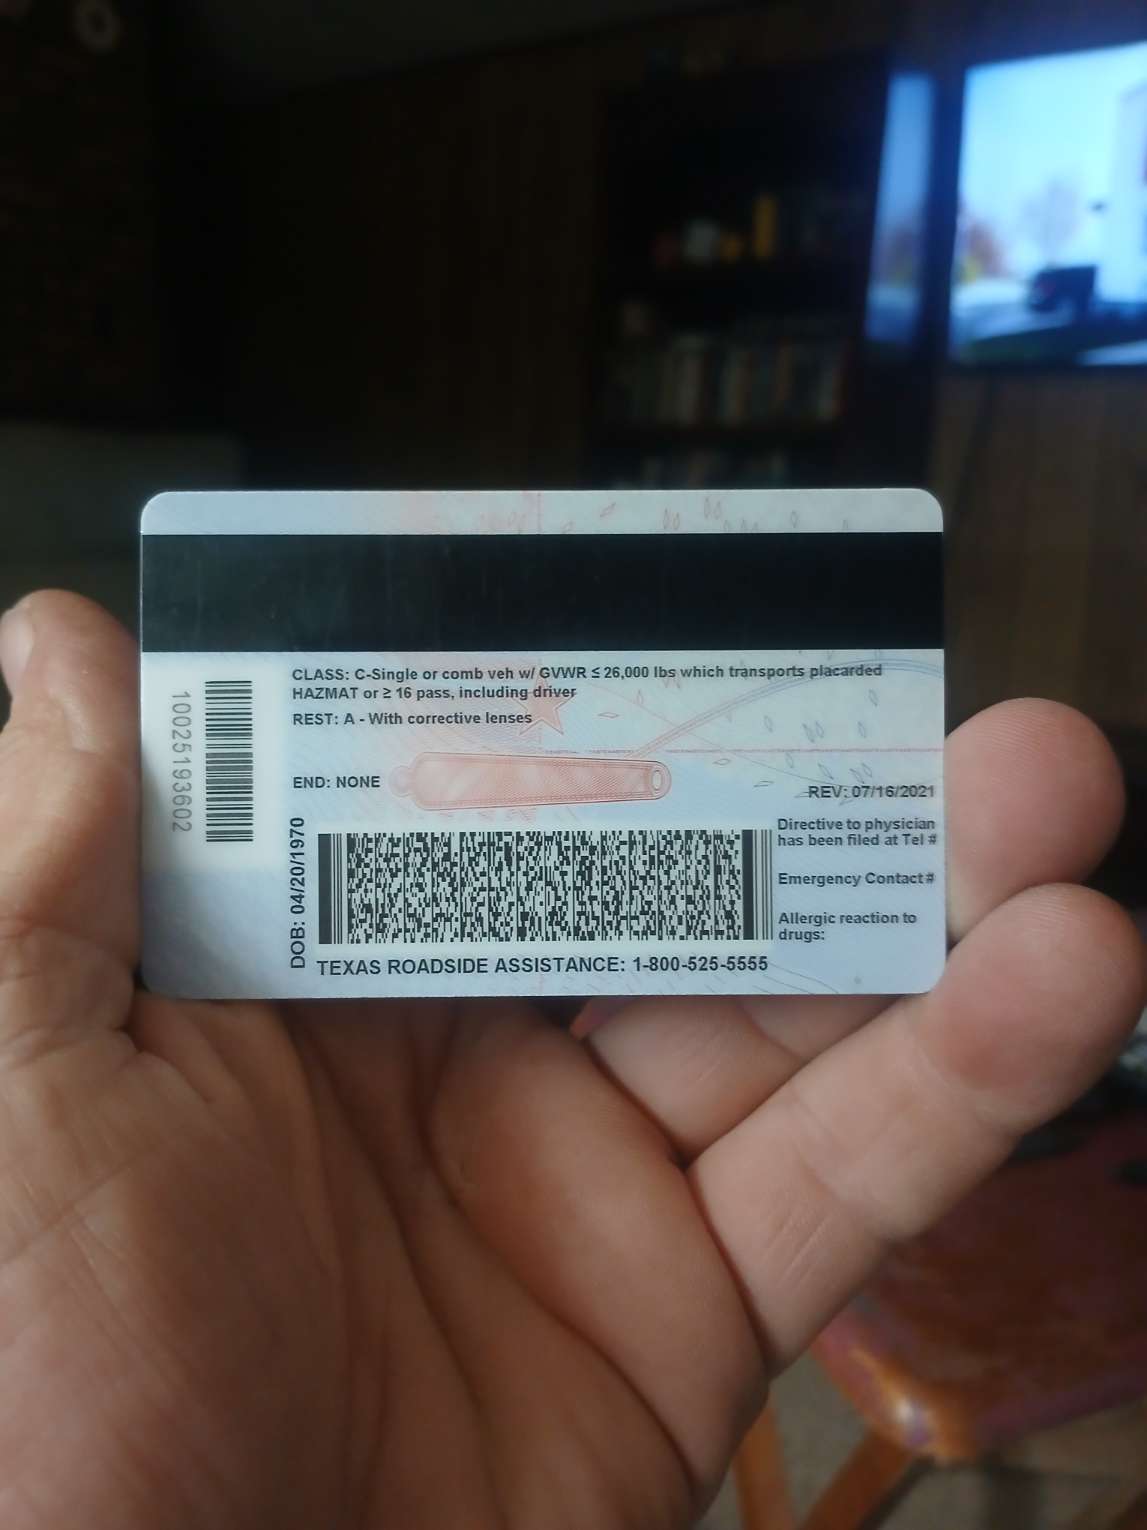 CLASS: C-Single or comb veh w/ GVWR ≤ 26,000 lbs which transports placarded
HAZMAT or ≥ 16 pass, including driver
REST: A - With corrective lenses
END: NONE
REV: 07/16/2021
10025193602
DOB: 04/20/1970
Directive to physician
has been filed at Tel #
Emergency Contact #
Allergic reaction to
drugs:
TEXAS ROADSIDE ASSISTANCE: 1-800-525-5555